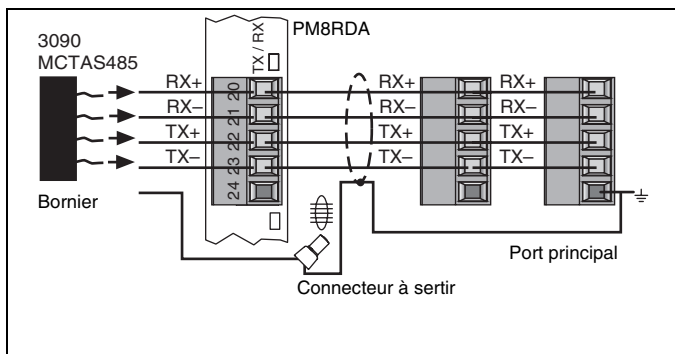 3090
MCTAS485
Bornier
PM8RDA
TX / RX
RX+
RX–
TX+
TX–
20
21
22
23
24
RX+
RX–
TX+
TX–
RX+
RX–
TX+
TX–
Port principal
Connecteur à sertir